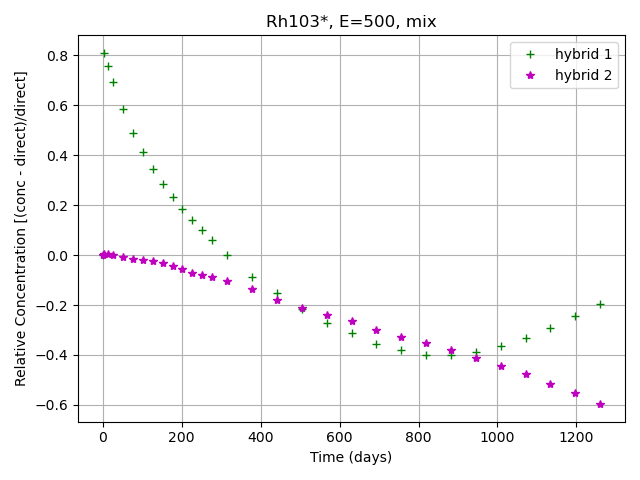 Rh103*, E=500, mix
Relative Concentration [(conc - direct)/direct]
0.8
0.6
0.4
0.2
0.0
−0.2
−0.4
−0.6
hybrid 1
hybrid 2
0 200 400 600 800 1000 1200
Time (days)